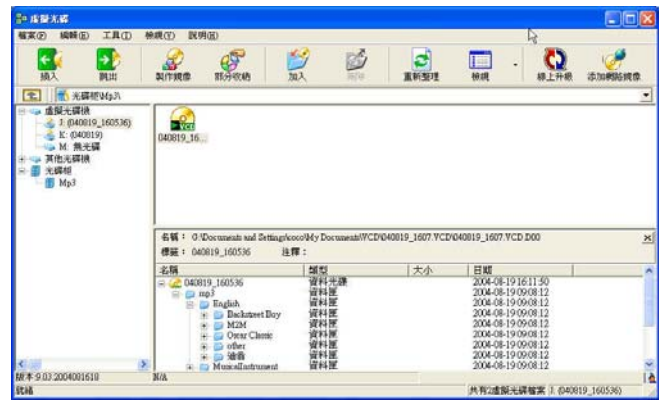 虛擬光碟
檔案(F) 編輯(E) 工具(T) 檢視(V) 說明(H)
插入 跳出 製作鏡像 部分收納 加入 刪除 重新整理 檢視 線上升級 添加網路鏡像
光碟櫃\Mp3\
虛擬光碟機
J: (040819_160536)
K: (040819)
M: 無光碟
其他光碟機
光碟櫃
Mp3
040819_16...
名稱: G:\Documents and Settings\coco\My Documents\VCD\040819_1607.VCD\040819_1607.VCD.D00
標籤: 040819_160536 注釋:
名稱 類型 大小 日期
040819_160536 資料光碟 2004-08-19 16:11:50
mp3 資料匣 2004-08-19 09:08:12
English 資料匣 2004-08-19 09:08:12
Backstreet Boy 資料匣 2004-08-19 09:08:12
M2M 資料匣 2004-08-19 09:08:12
Oscar Classic 資料匣 2004-08-19 09:08:12
other 資料匣 2004-08-19 09:08:12
資料匣 2004-08-19 09:08:12
MusicalInstrument 資料匣 2004-08-19 09:08:12
版本:9.03.2004081618 N/A
就緒 共有2虛擬光碟檔案 J: (040819_160536)